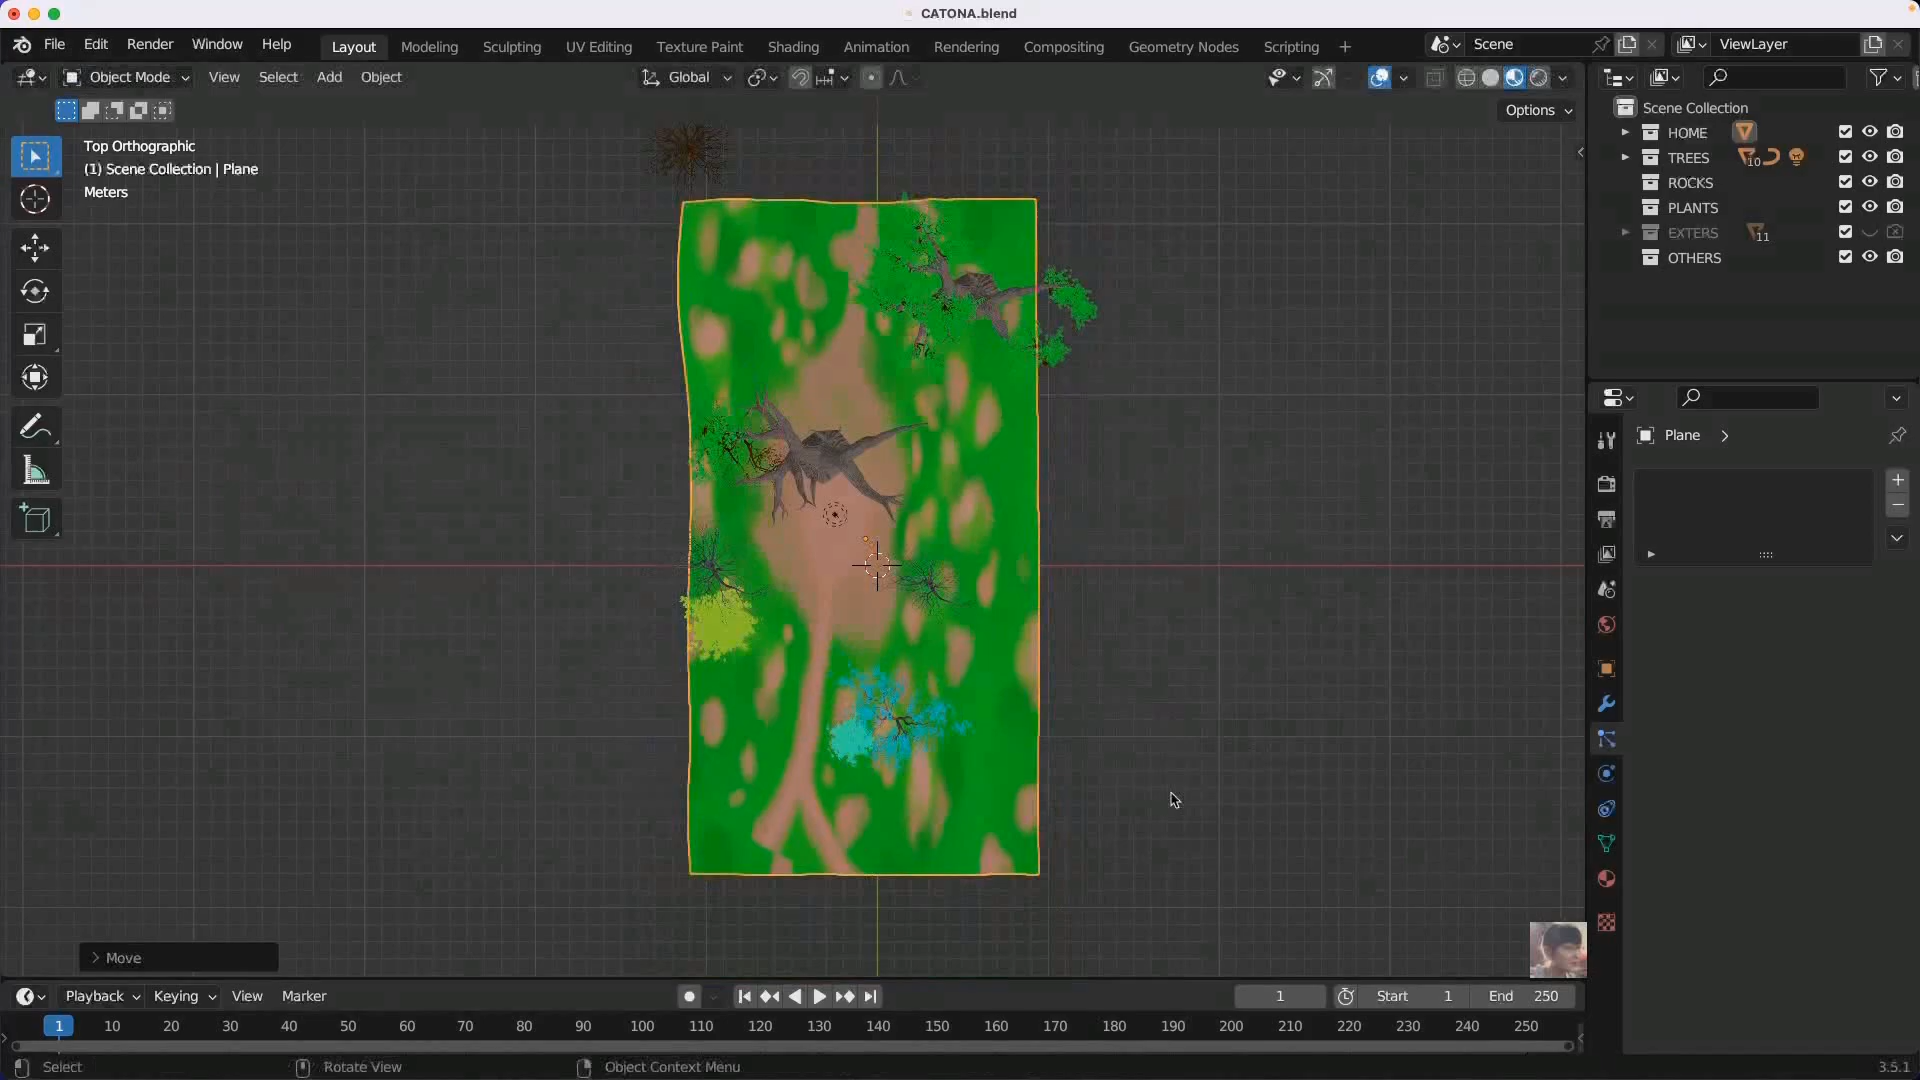 CATONA.blend
File Edit Render Window Help
Layout Modeling Sculpting UV Editing Texture Paint Shading Animation Rendering Compositing Geometry Nodes Scripting +
Scene
ViewLayer
Object Mode View Select Add Object
Global
Options
Top Orthographic
(1) Scene Collection | Plane
Meters
Scene Collection
HOME
TREES 10
ROCKS
PLANTS
EXTERS 11
OTHERS
Plane
Move
Playback Keying View Marker
1 Start 1 End 250
1 10 20 30 40 50 60 70 80 90 100 110 120 130 140 150 160 170 180 190 200 210 220 230 240 250
Select Rotate View Object Context Menu 3.5.1